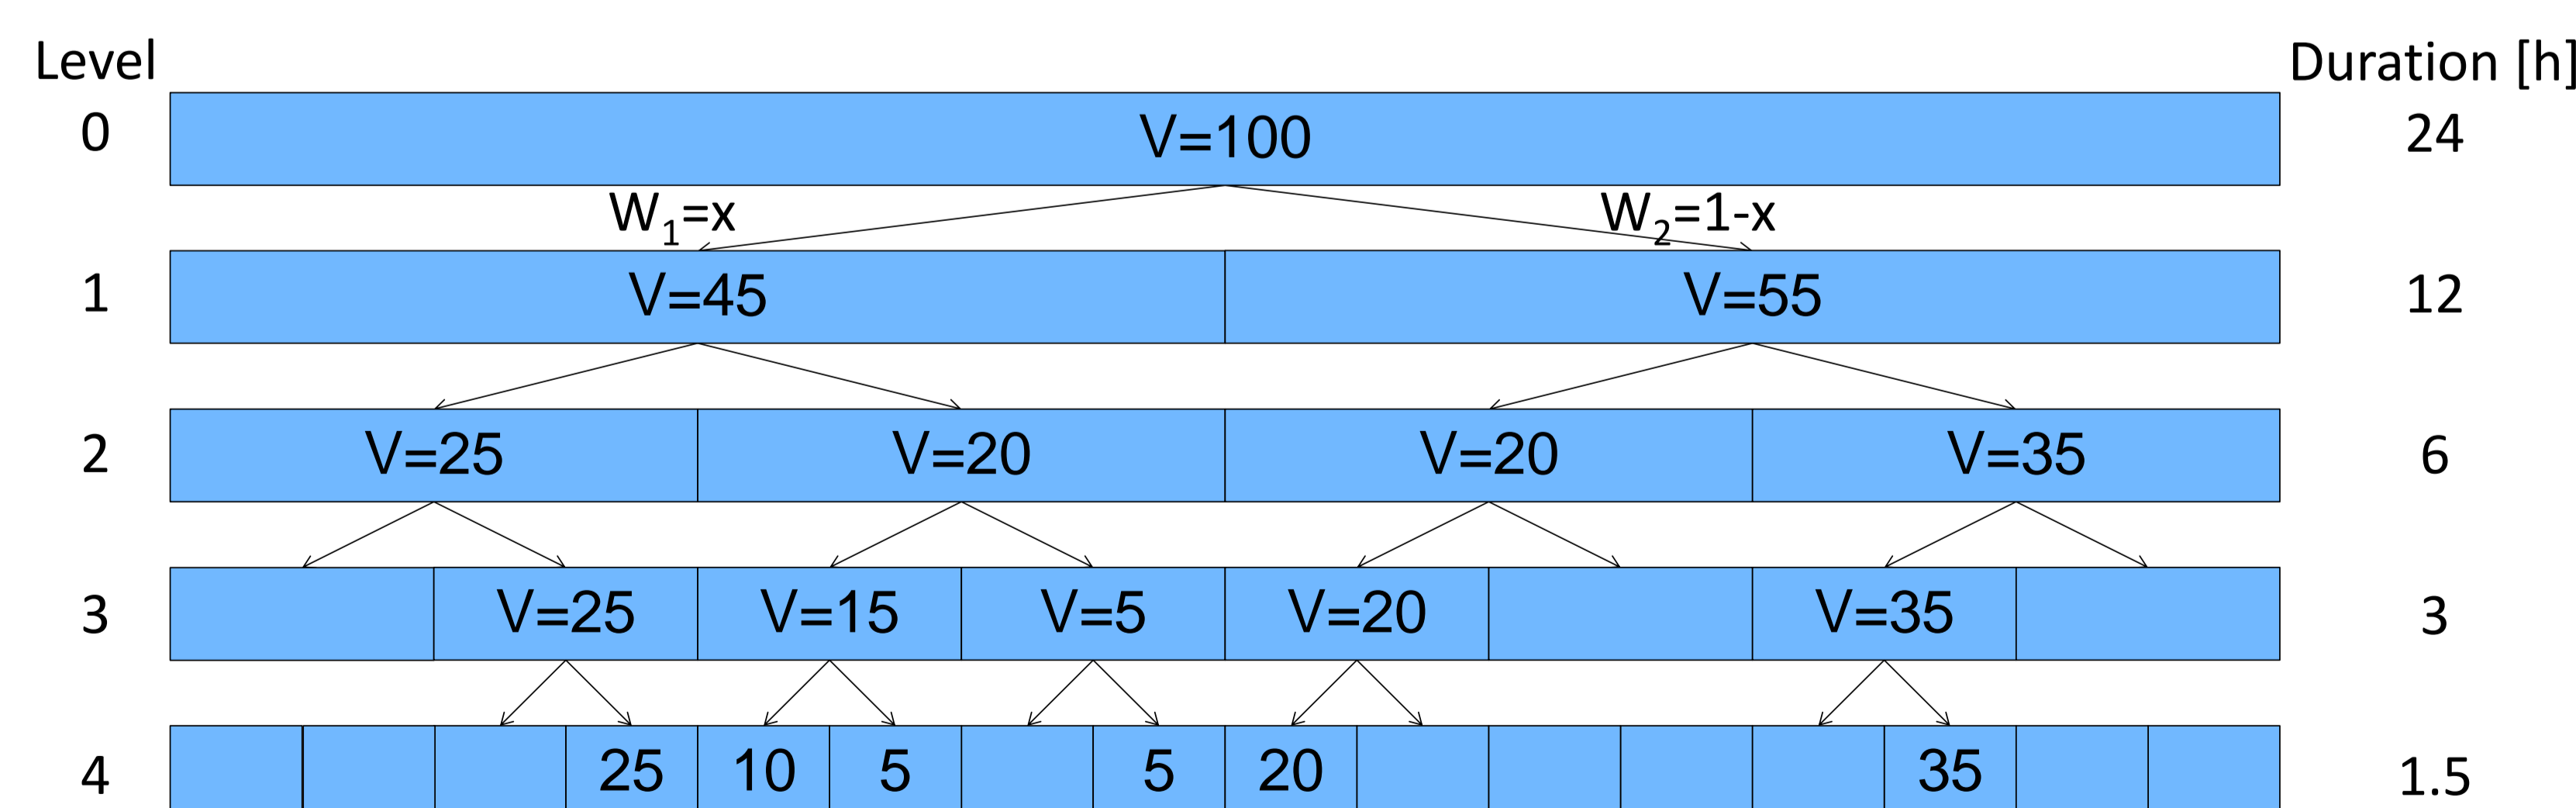 Level Duration [h]
0 V=100 24
W₁=x W₂=1-x
1 V=45 V=55 12
2 V=25 V=20 V=20 V=35 6
3 V=25 V=15 V=5 V=20 V=35 3
4 25 10 5 5 20 35 1.5